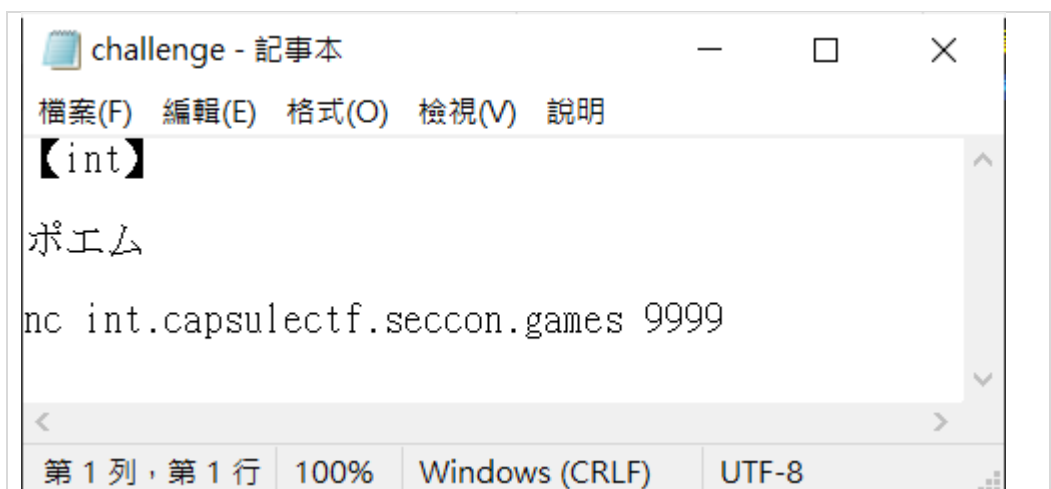 challenge - 記事本
檔案(F) 編輯(E) 格式(O) 檢視(V) 說明
【int】
ポエム
nc int.capsulectf.seccon.games 9999
第 1 列，第 1 行 100% Windows (CRLF) UTF-8